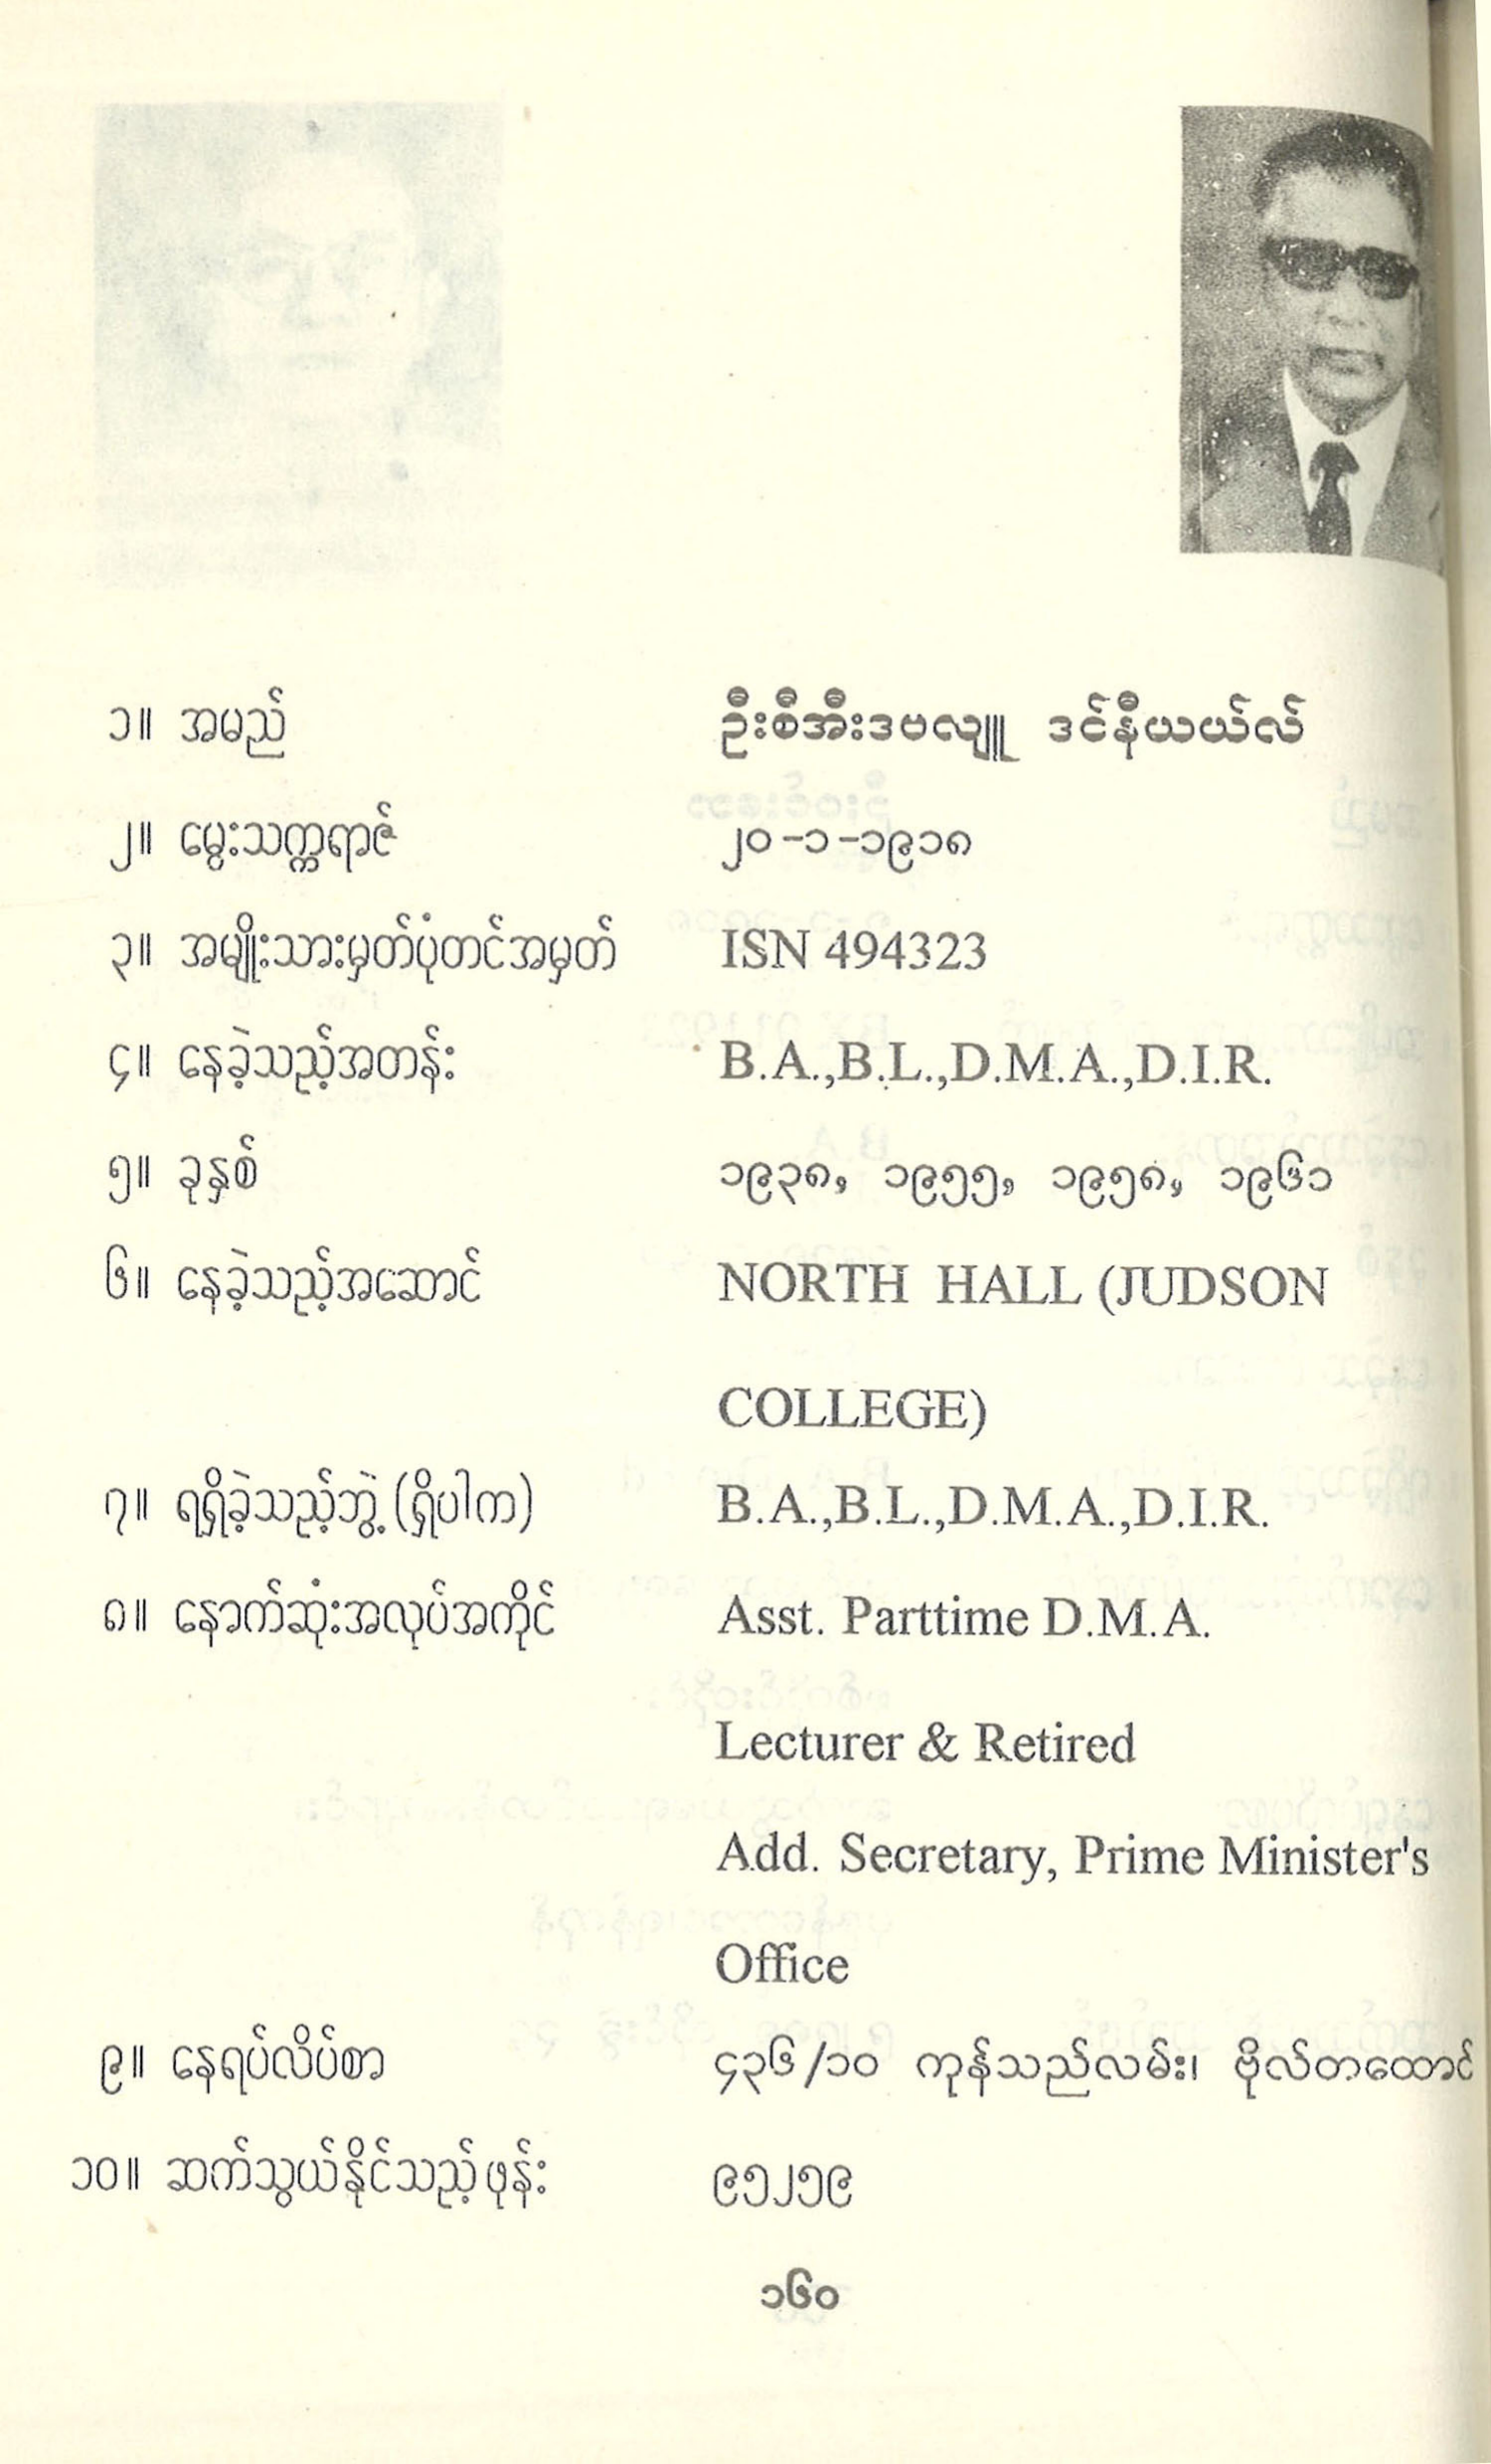 ၁။ အမည် ဦးစီအီးဒဗလျူ ဒင်နီယယ်လ်
၂။ မွေးသက္ကရာဇ် ၂၀-၁-၁၉၁၈
၃။ အမျိုးသားမှတ်ပုံတင်အမှတ် ISN 494323
၄။ နေခဲ့သည့်အတန်း B.A.,B.L.,D.M.A.,D.I.R.
၅။ ခုနှစ် ၁၉၃၈, ၁၉၅၅, ၁၉၅၈, ၁၉၆၁
၆။ နေခဲ့သည့်အဆောင် NORTH HALL (JUDSON
COLLEGE)
၇။ ရရှိခဲ့သည့်ဘွဲ့(ရှိပါက) B.A.,B.L.,D.M.A.,D.I.R.
၈။ နောက်ဆုံးအလုပ်အကိုင် Asst. Parttime D.M.A.
Lecturer & Retired
Add. Secretary, Prime Minister's
Office
၉။ နေရပ်လိပ်စာ ၄၃၆/၁၀ ကုန်သည်လမ်း၊ ဗိုလ်တထောင်
၁၀။ ဆက်သွယ်နိုင်သည့်ဖုန်း ၉၅၂၅၉
၁၆၀